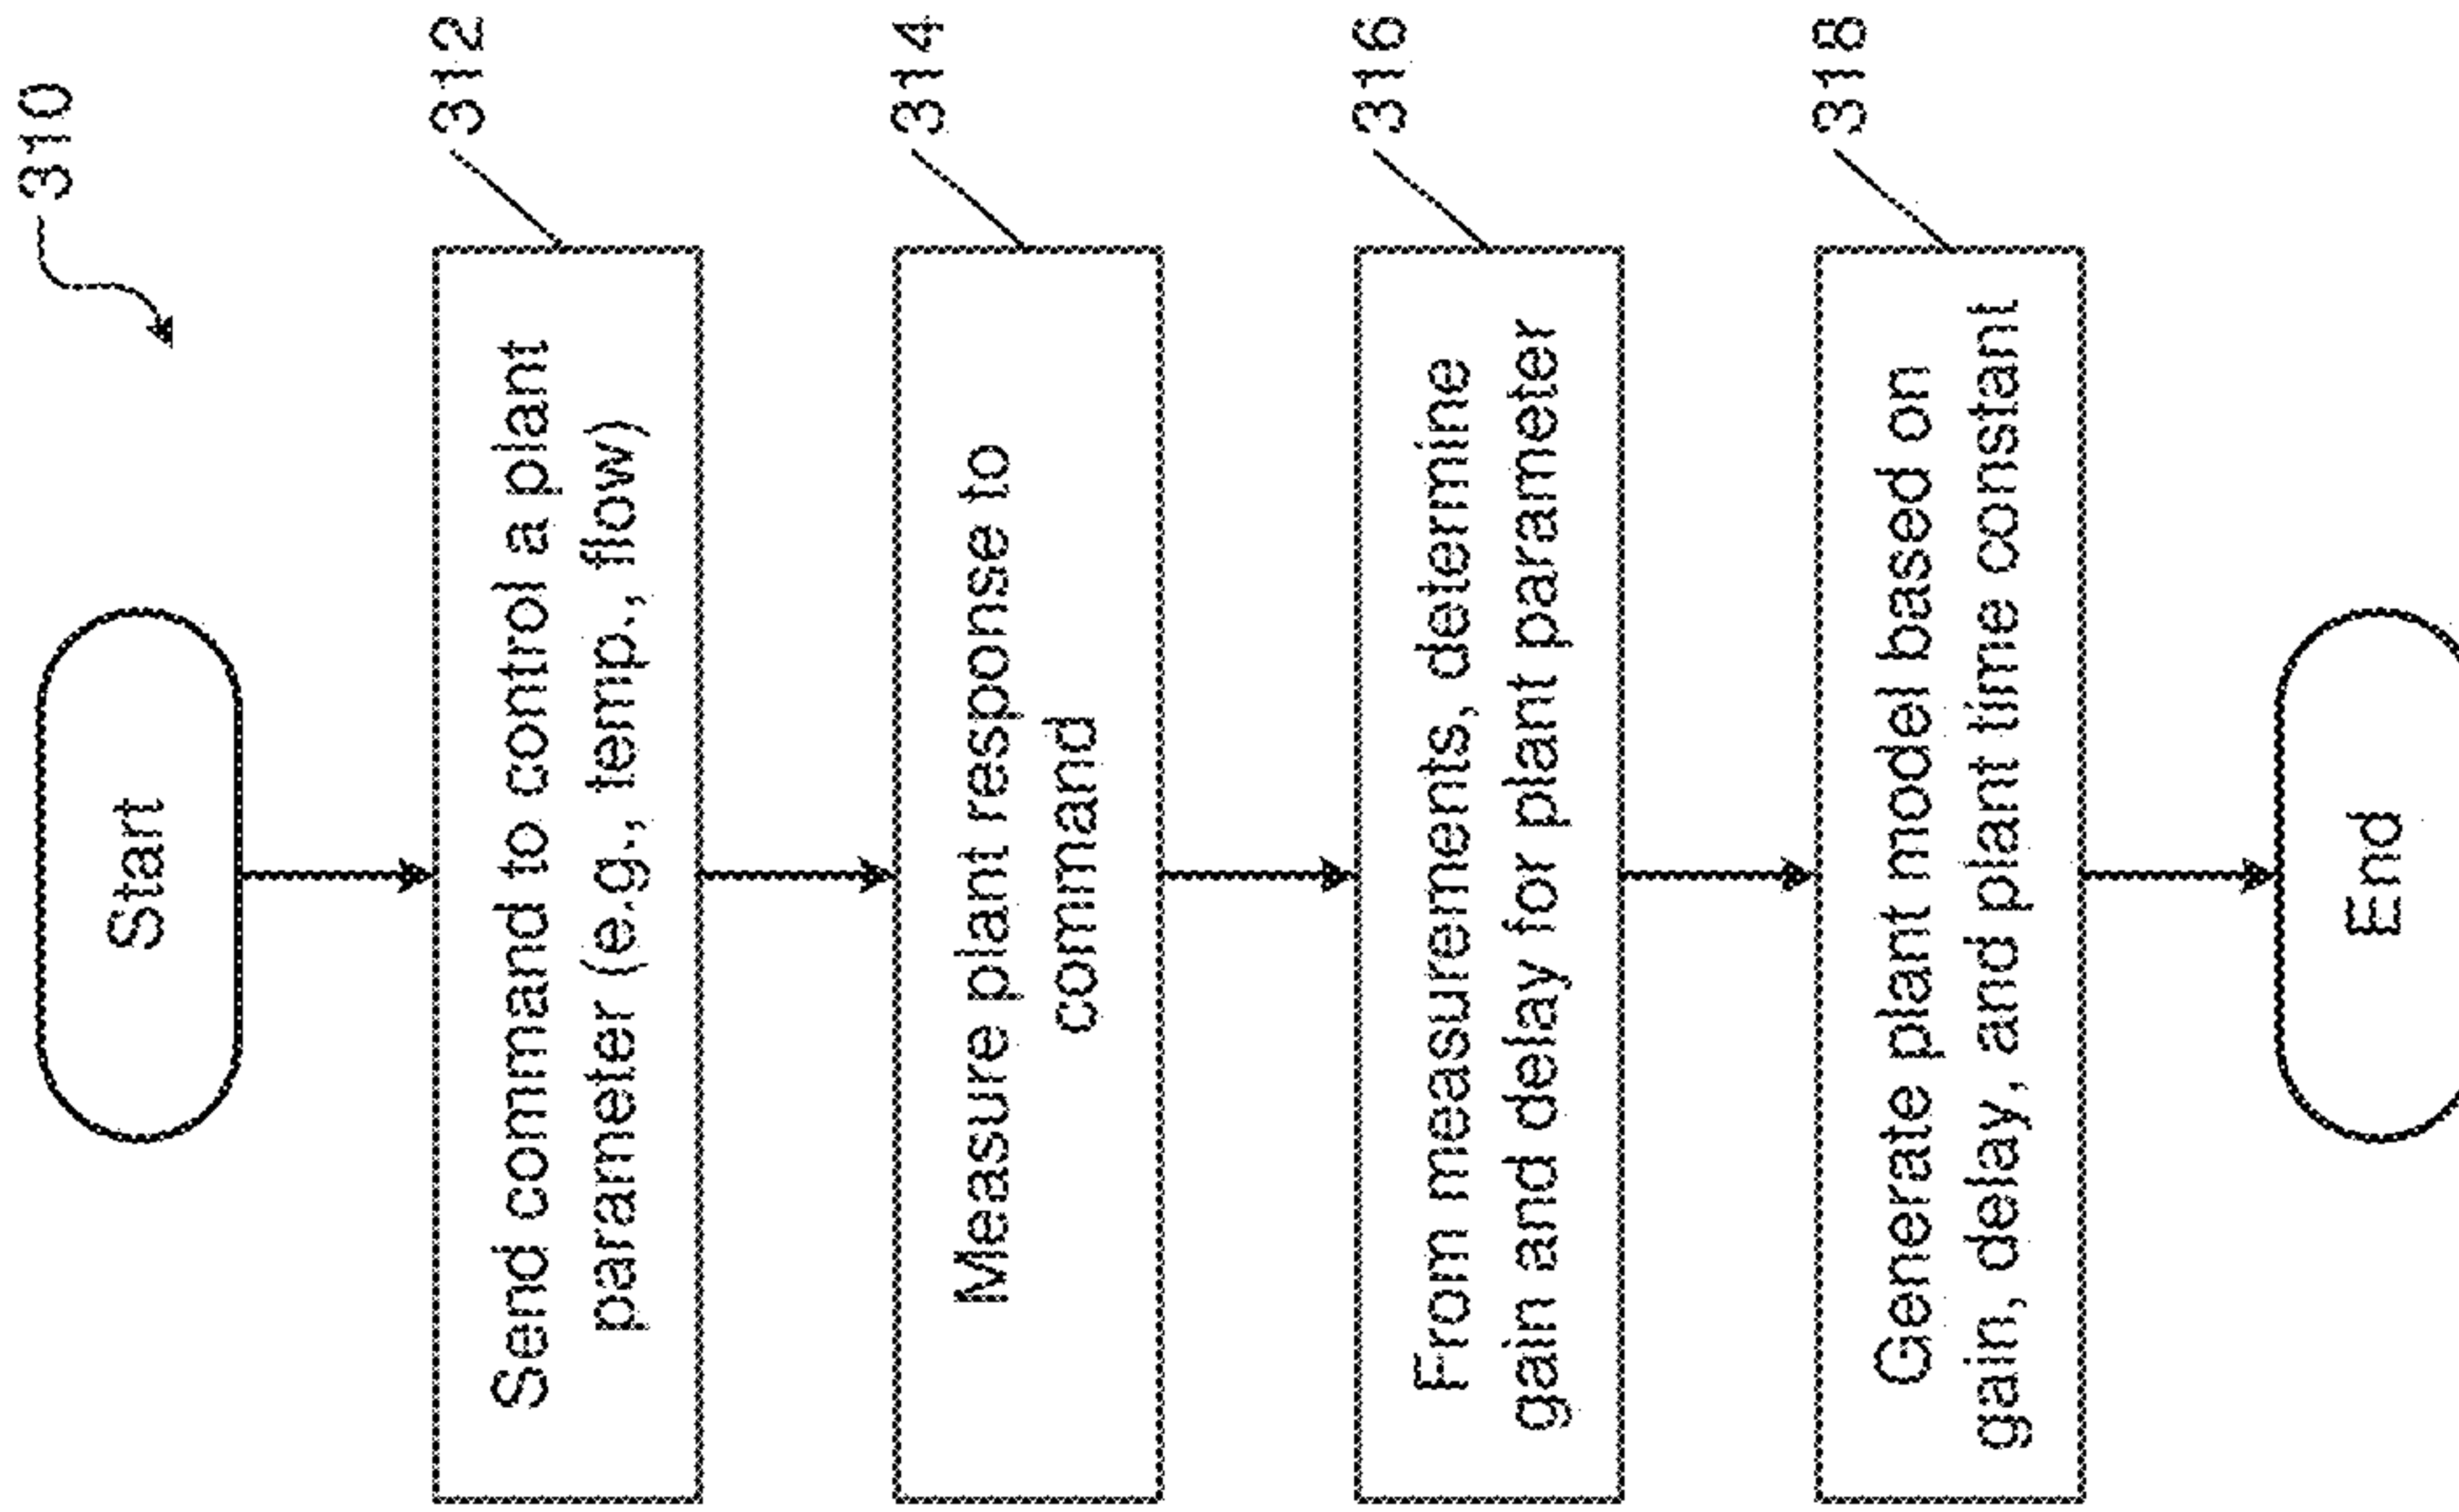 310
Start
Send command to control a plant
parameter (e.g., temp., flow)
312
Measure plant response to
command
314
From measurements, determine
gain and delay for plant parameter
316
Generate plant model based on
gain, delay, and plant time constant
318
End